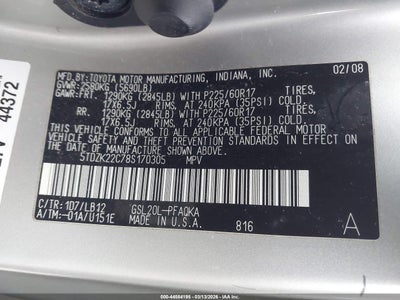 44372
MFD. BY: TOYOTA MOTOR MANUFACTURING, INDIANA, INC. 02/08
GVWR: 2580KG (5690LB)
GAWR: FRT. 1290KG (2845LB) WITH P225/60R17 TIRES,
17X6.5J RIMS, AT 240KPA (35PSI) COLD.
RR. 1290KG (2845LB) WITH P225/60R17 TIRES,
17X6.5J RIMS, AT 240KPA (35PSI) COLD.
THIS VEHICLE CONFORMS TO ALL APPLICABLE FEDERAL MOTOR
VEHICLE SAFETY AND THEFT PREVENTION STANDARDS IN EFFECT ON
THE DATE OF MANUFACTURE SHOWN ABOVE.
5TDZK22C78S170305 MPV
C/TR: 1D7/LB12 GSL20L-PFAQKA
A/TM: -01A/U151E MADE IN U.S.A. 816 A
IAA: 44684195 - 03/13/2026 - IAA